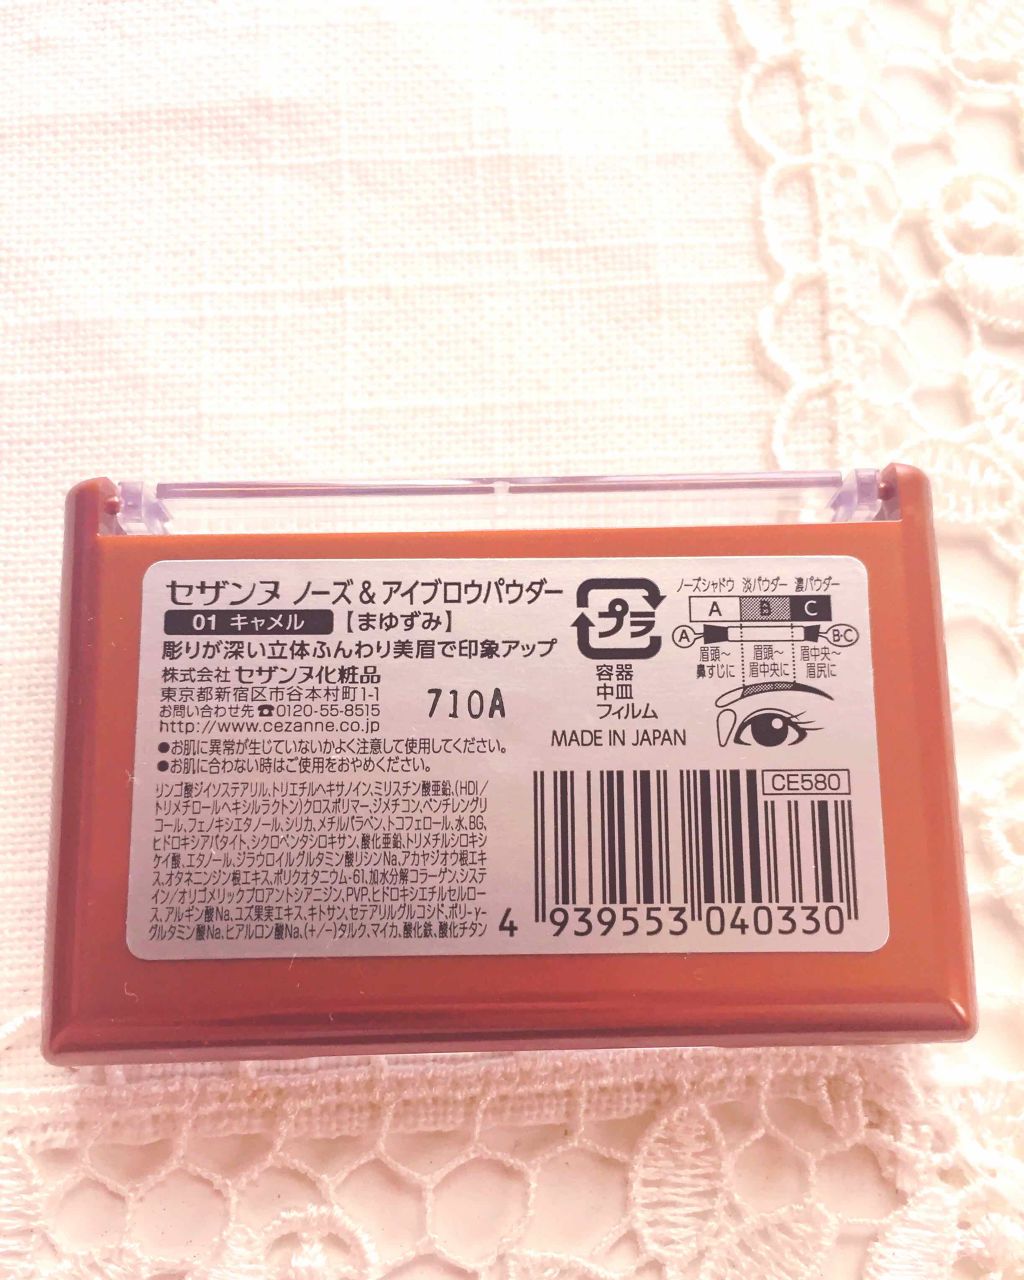 セザンヌ ノーズ&アイブロウパウダー
01 キャメル 【まゆずみ】
彫りが深い立体ふんわり美眉で印象アップ
株式会社 セザンヌ化粧品
東京都新宿区市谷本村町1-1
お問い合わせ先☎0120-55-8515
http://www.cezanne.co.jp
710A
●お肌に異常が生じていないかよく注意して使用してください。
●お肌に合わない時はご使用をおやめください。
リンゴ酸ジイソステアリル、トリエチルヘキサノイン、ミリスチン酸亜鉛、(HDI/
トリメチロールヘキシルラクトン)クロスポリマー、ジメチコン、ペンチレングリ
コール、フェノキシエタノール、シリカ、メチルパラベン、トコフェロール、水、BG、
ヒドロキシアパタイト、シクロペンタシロキサン、酸化亜鉛、トリメチルシロキシ
ケイ酸、エタノール、ジラウロイルグルタミン酸リシンNa、アカヤジオウ根エキ
ス、オタネニンジン根エキス、ポリクオタニウム-61、加水分解コラーゲン、システ
イン/オリゴメリックプロアントシアニジン、PVP、ヒドロキシエチルセルロー
ス、アルギン酸Na、ユズ果実エキス、キトサン、セテアリルグルコシド、ポリ-γ-
グルタミン酸Na、ヒアルロン酸Na、(+/-)タルク、マイカ、酸化鉄、酸化チタン
プラ
容器
中皿
フィルム
MADE IN JAPAN
ノーズシャドウ 淡パウダー 濃パウダー
A B C
A B・C
眉頭〜
鼻すじに
眉頭〜
眉中央に
眉中央〜
眉尻に
CE580
4 939553 040330